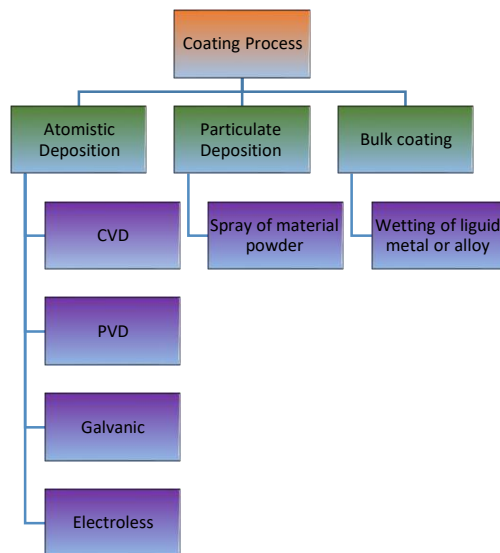 Coating Process
Atomistic
Deposition
Particulate
Deposition
Bulk coating
CVD
Spray of material
powder
Wetting of liguid
metal or alloy
PVD
Galvanic
Electroless